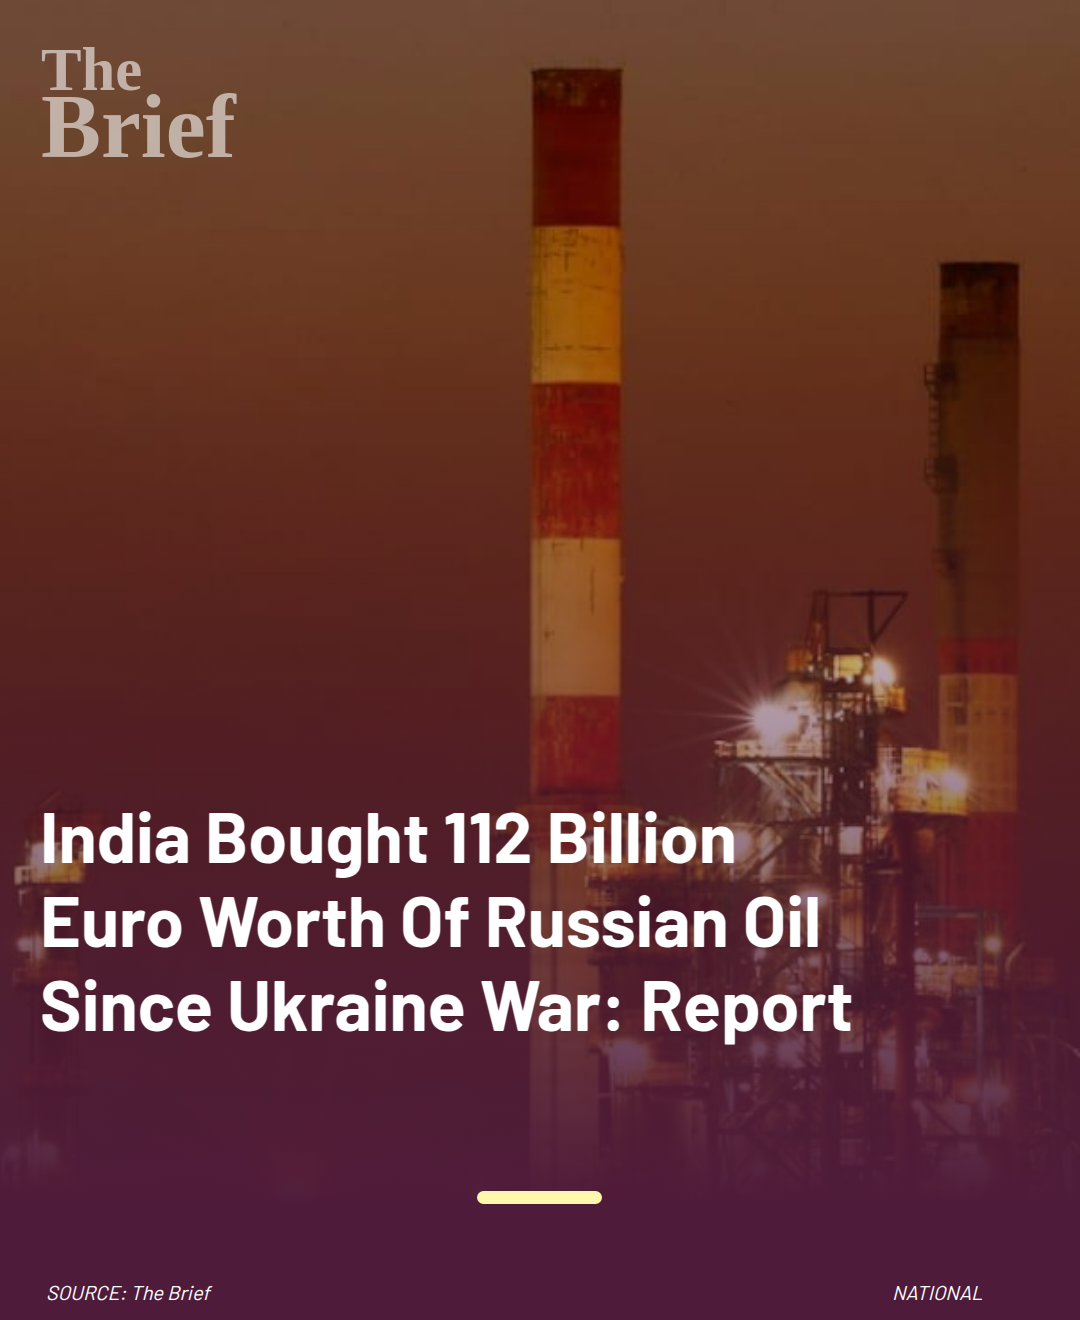 The
Brief
India Bought 112 Billion
Euro Worth Of Russian Oil
Since Ukraine War: Report
SOURCE: The Brief
NATIONAL